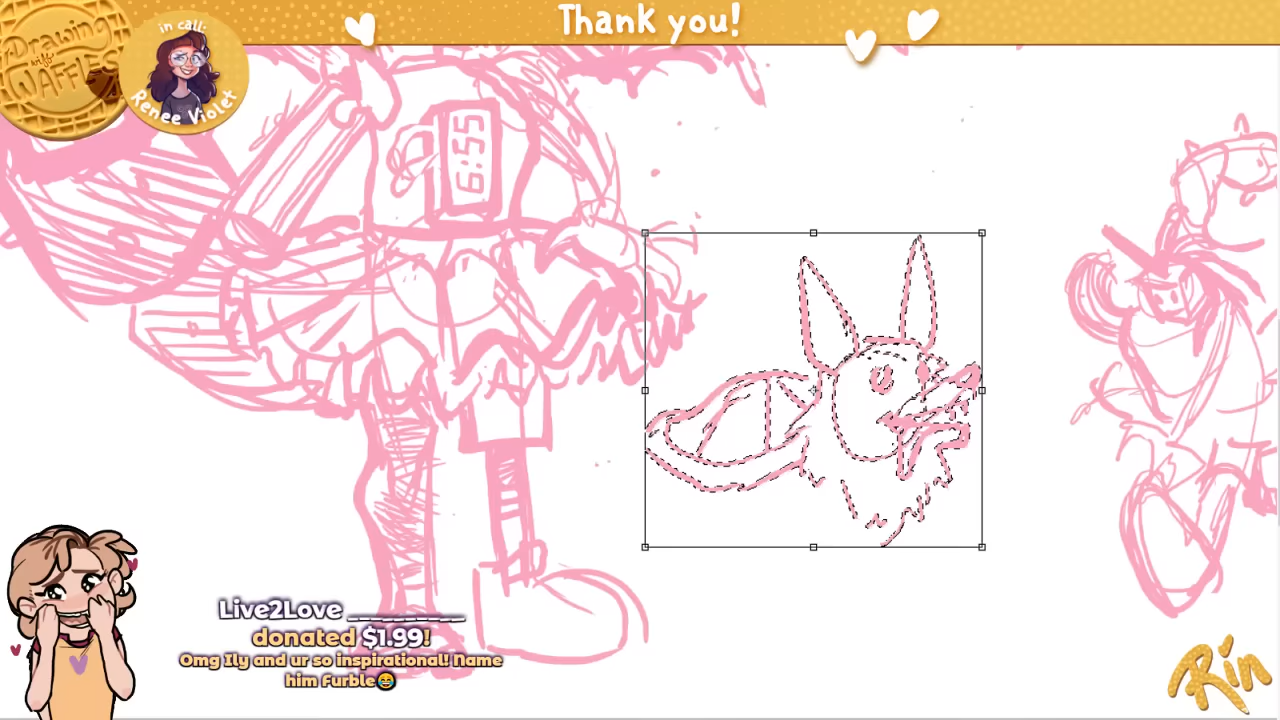 Thank you!
Drawing
with
WAFFLES
in call:
Renee Violet
6:55
Live2Love __________
donated $1.99!
Omg Ily and ur so inspirational! Name
him Furble😂
Rin